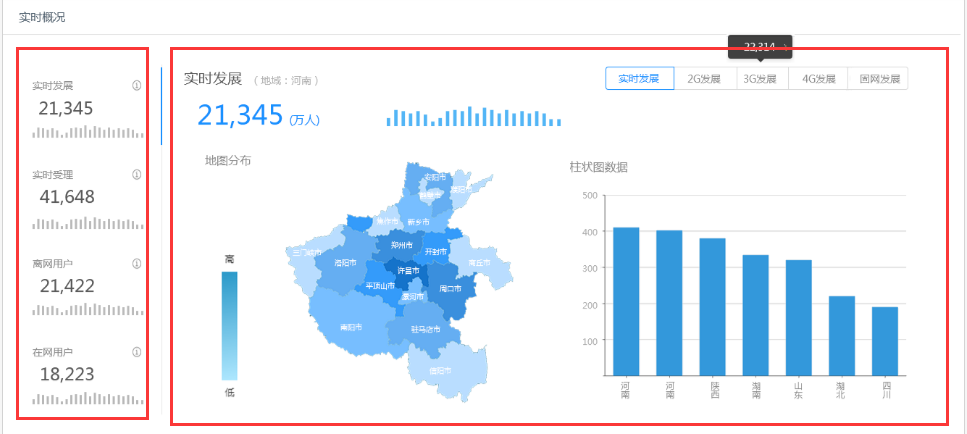 实时概况
实时发展
21,345
实时受理
41,648
离网用户
21,422
在网用户
18,223
实时发展 （地域：河南）
21,345 (万人)
22,314
实时发展 2G发展 3G发展 4G发展 固网发展
地图分布
高
低
安阳市
濮阳市
焦作市
新乡市
三门峡市
洛阳市
郑州市
开封市
商丘市
许昌市
平顶山市
漯河市
周口市
南阳市
驻马店市
信阳市
柱状图数据
500
400
300
200
100
河南
河南
陕西
湖南
山东
湖北
四川